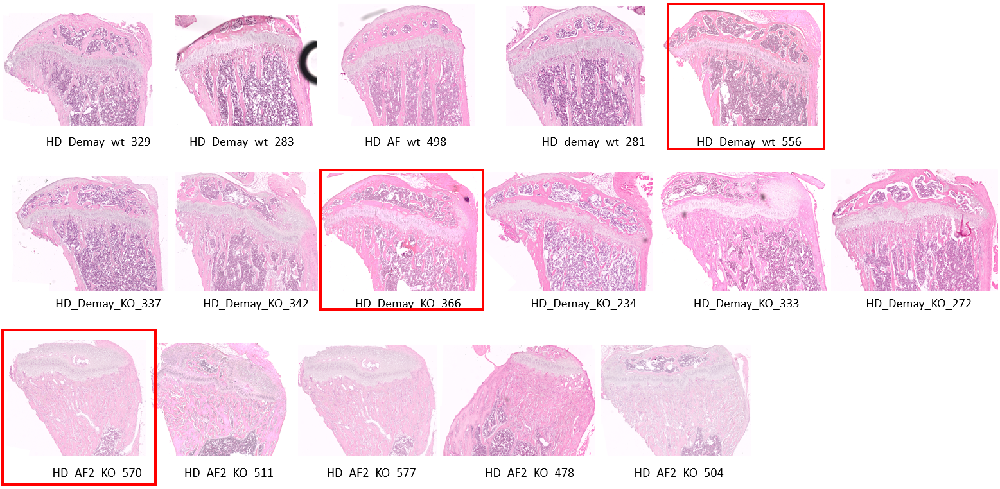 HD_Demay_wt_329
HD_Demay_wt_283
HD_AF_wt_498
HD_demay_wt_281
HD_Demay_wt_556
HD_Demay_KO_337
HD_Demay_KO_342
HD_Demay_KO_366
HD_Demay_KO_234
HD_Demay_KO_333
HD_Demay_KO_272
HD_AF2_KO_570
HD_AF2_KO_511
HD_AF2_KO_577
HD_AF2_KO_478
HD_AF2_KO_504